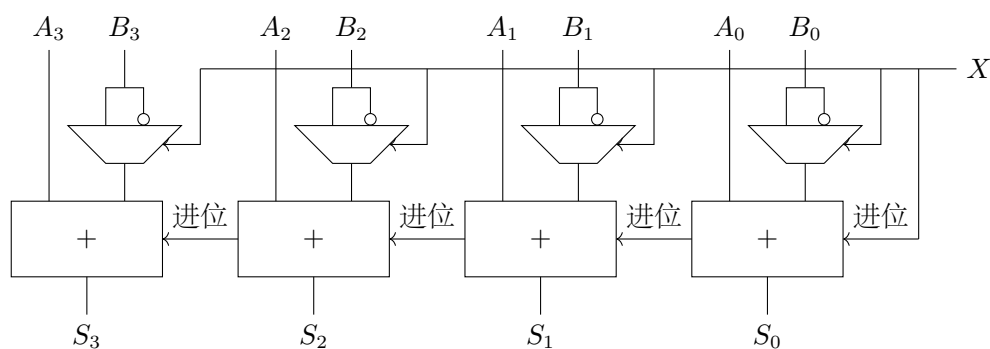 A₃ B₃ A₂ B₂ A₁ B₁ A₀ B₀
X
进位 进位 进位 进位
+ + + +
S₃ S₂ S₁ S₀